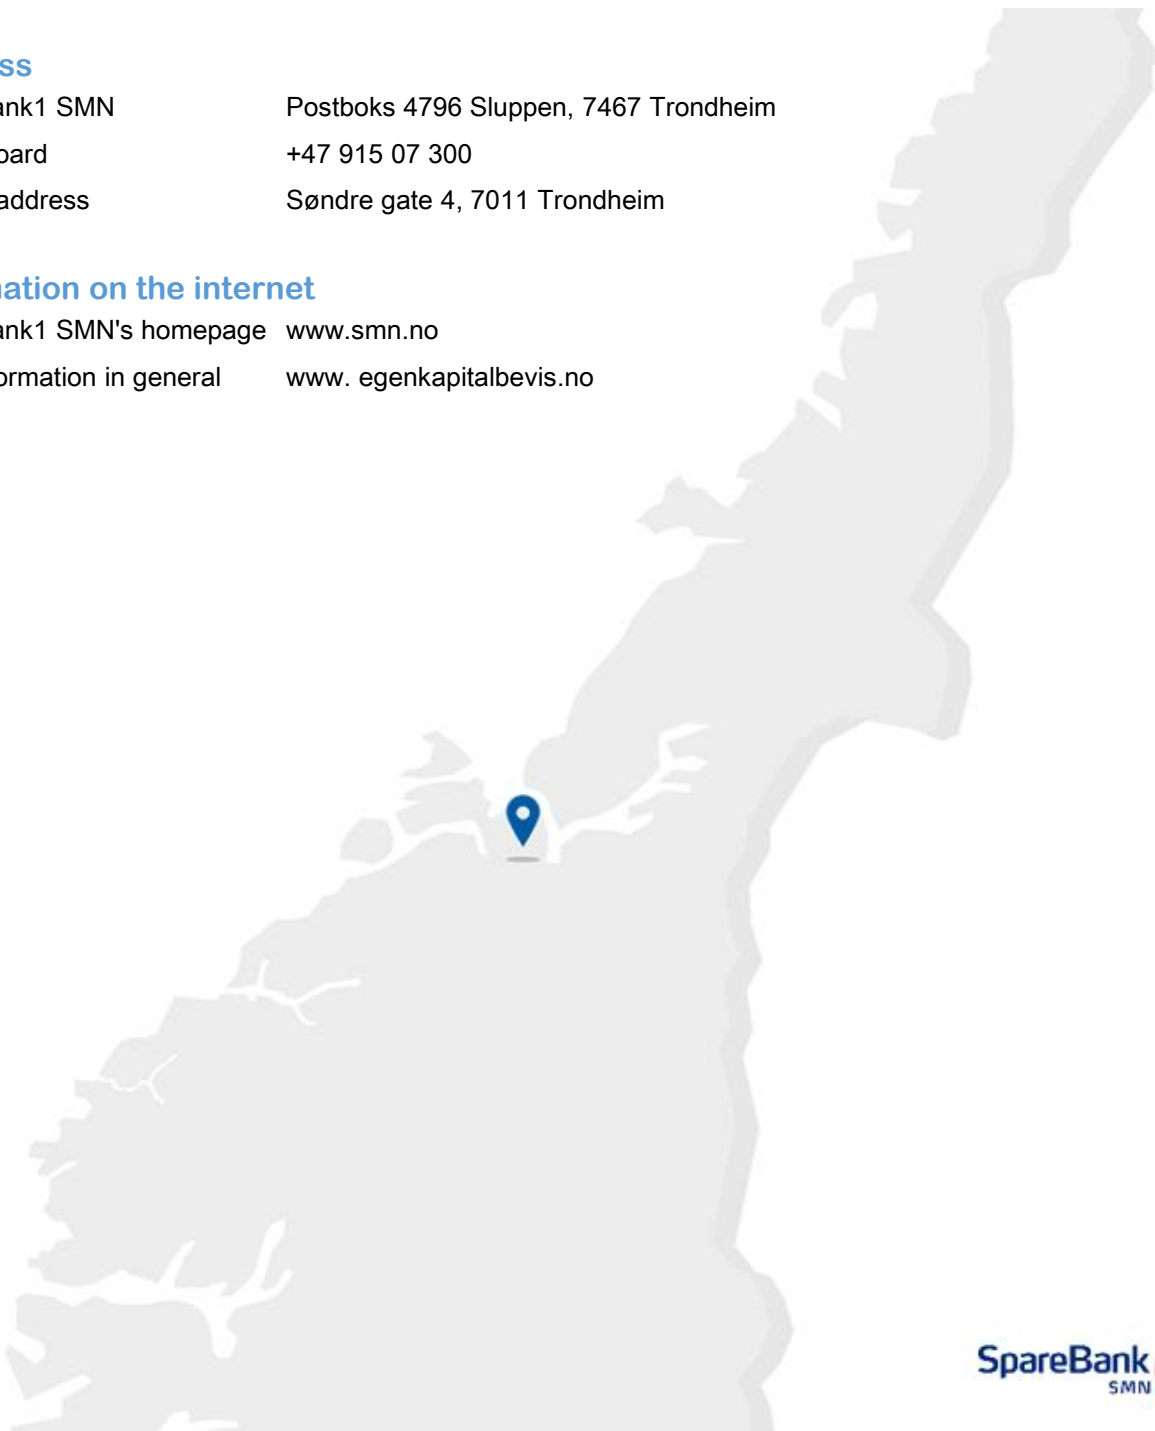 ss
ank1 SMN Postboks 4796 Sluppen, 7467 Trondheim
oard +47 915 07 300
address Søndre gate 4, 7011 Trondheim
ation on the internet
ank1 SMN's homepage www.smn.no
ormation in general www. egenkapitalbevis.no
SpareBank
SMN